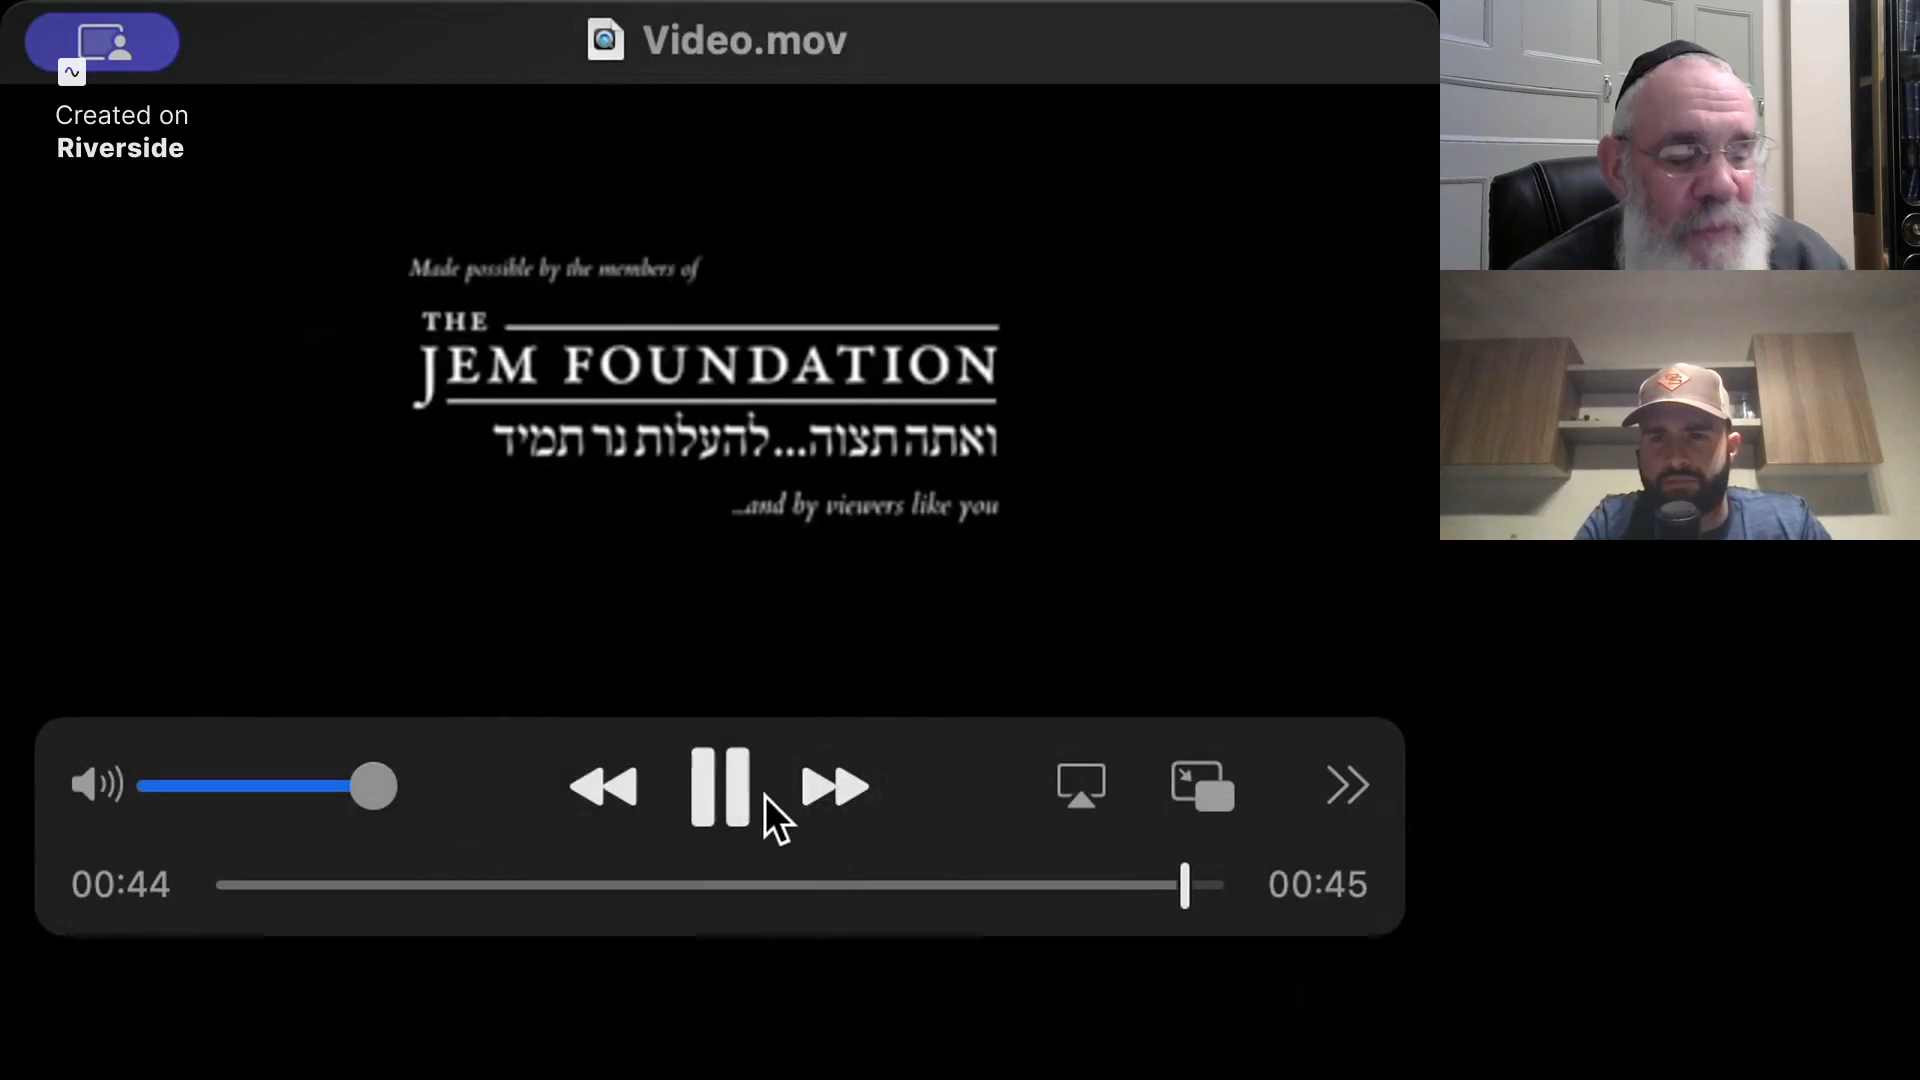 Video.mov
Created on
Riverside
Made possible by the members of
THE
JEM FOUNDATION
ואתה תצוה...להעלות נר תמיד
...and by viewers like you
00:44
00:45